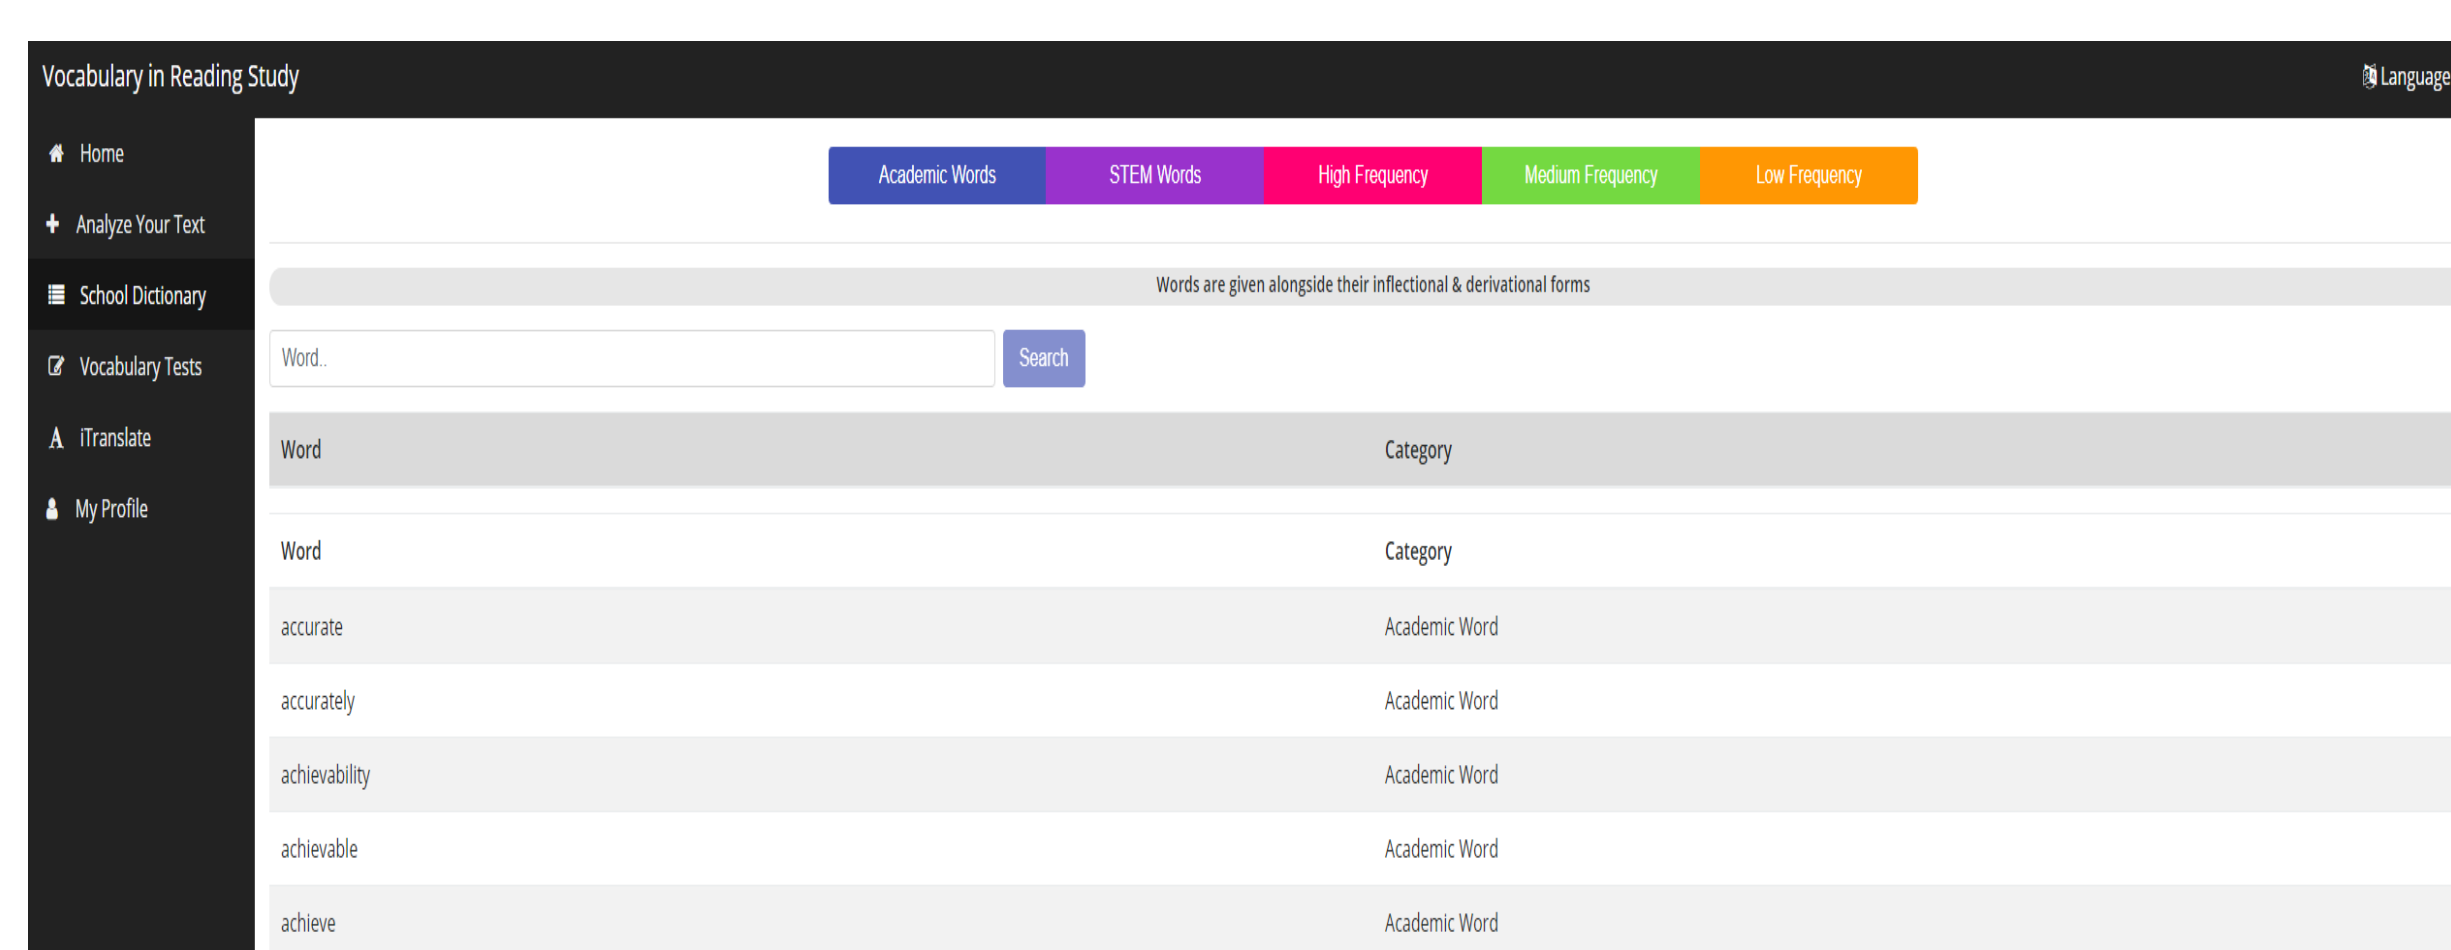 Vocabulary in Reading Study
Language
Home
Analyze Your Text
School Dictionary
Vocabulary Tests
iTranslate
My Profile
Academic Words STEM Words High Frequency Medium Frequency Low Frequency
Words are given alongside their inflectional & derivational forms
Word.. Search
Word Category
Word Category
accurate Academic Word
accurately Academic Word
achievability Academic Word
achievable Academic Word
achieve Academic Word